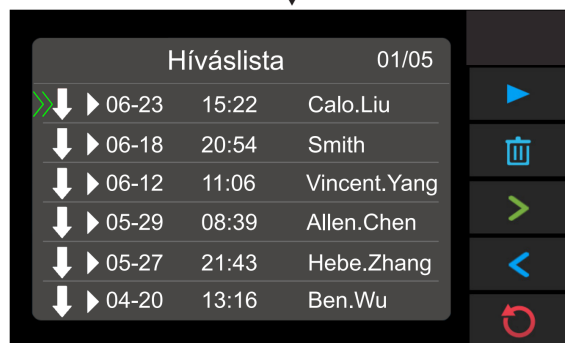 Híváslista 01/05
06-23 15:22 Calo.Liu
06-18 20:54 Smith
06-12 11:06 Vincent.Yang
05-29 08:39 Allen.Chen
05-27 21:43 Hebe.Zhang
04-20 13:16 Ben.Wu